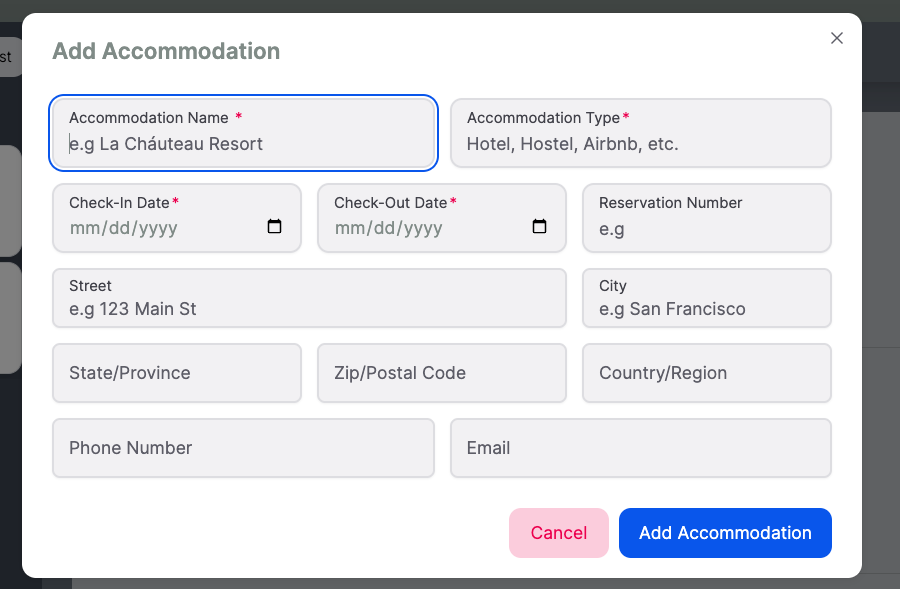 st
Add Accommodation
Accommodation Name *
e.g La Cháuteau Resort
Accommodation Type*
Hotel, Hostel, Airbnb, etc.
Check-In Date*
mm/dd/yyyy
Check-Out Date*
mm/dd/yyyy
Reservation Number
e.g
Street
e.g 123 Main St
City
e.g San Francisco
State/Province
Zip/Postal Code
Country/Region
Phone Number
Email
Cancel
Add Accommodation